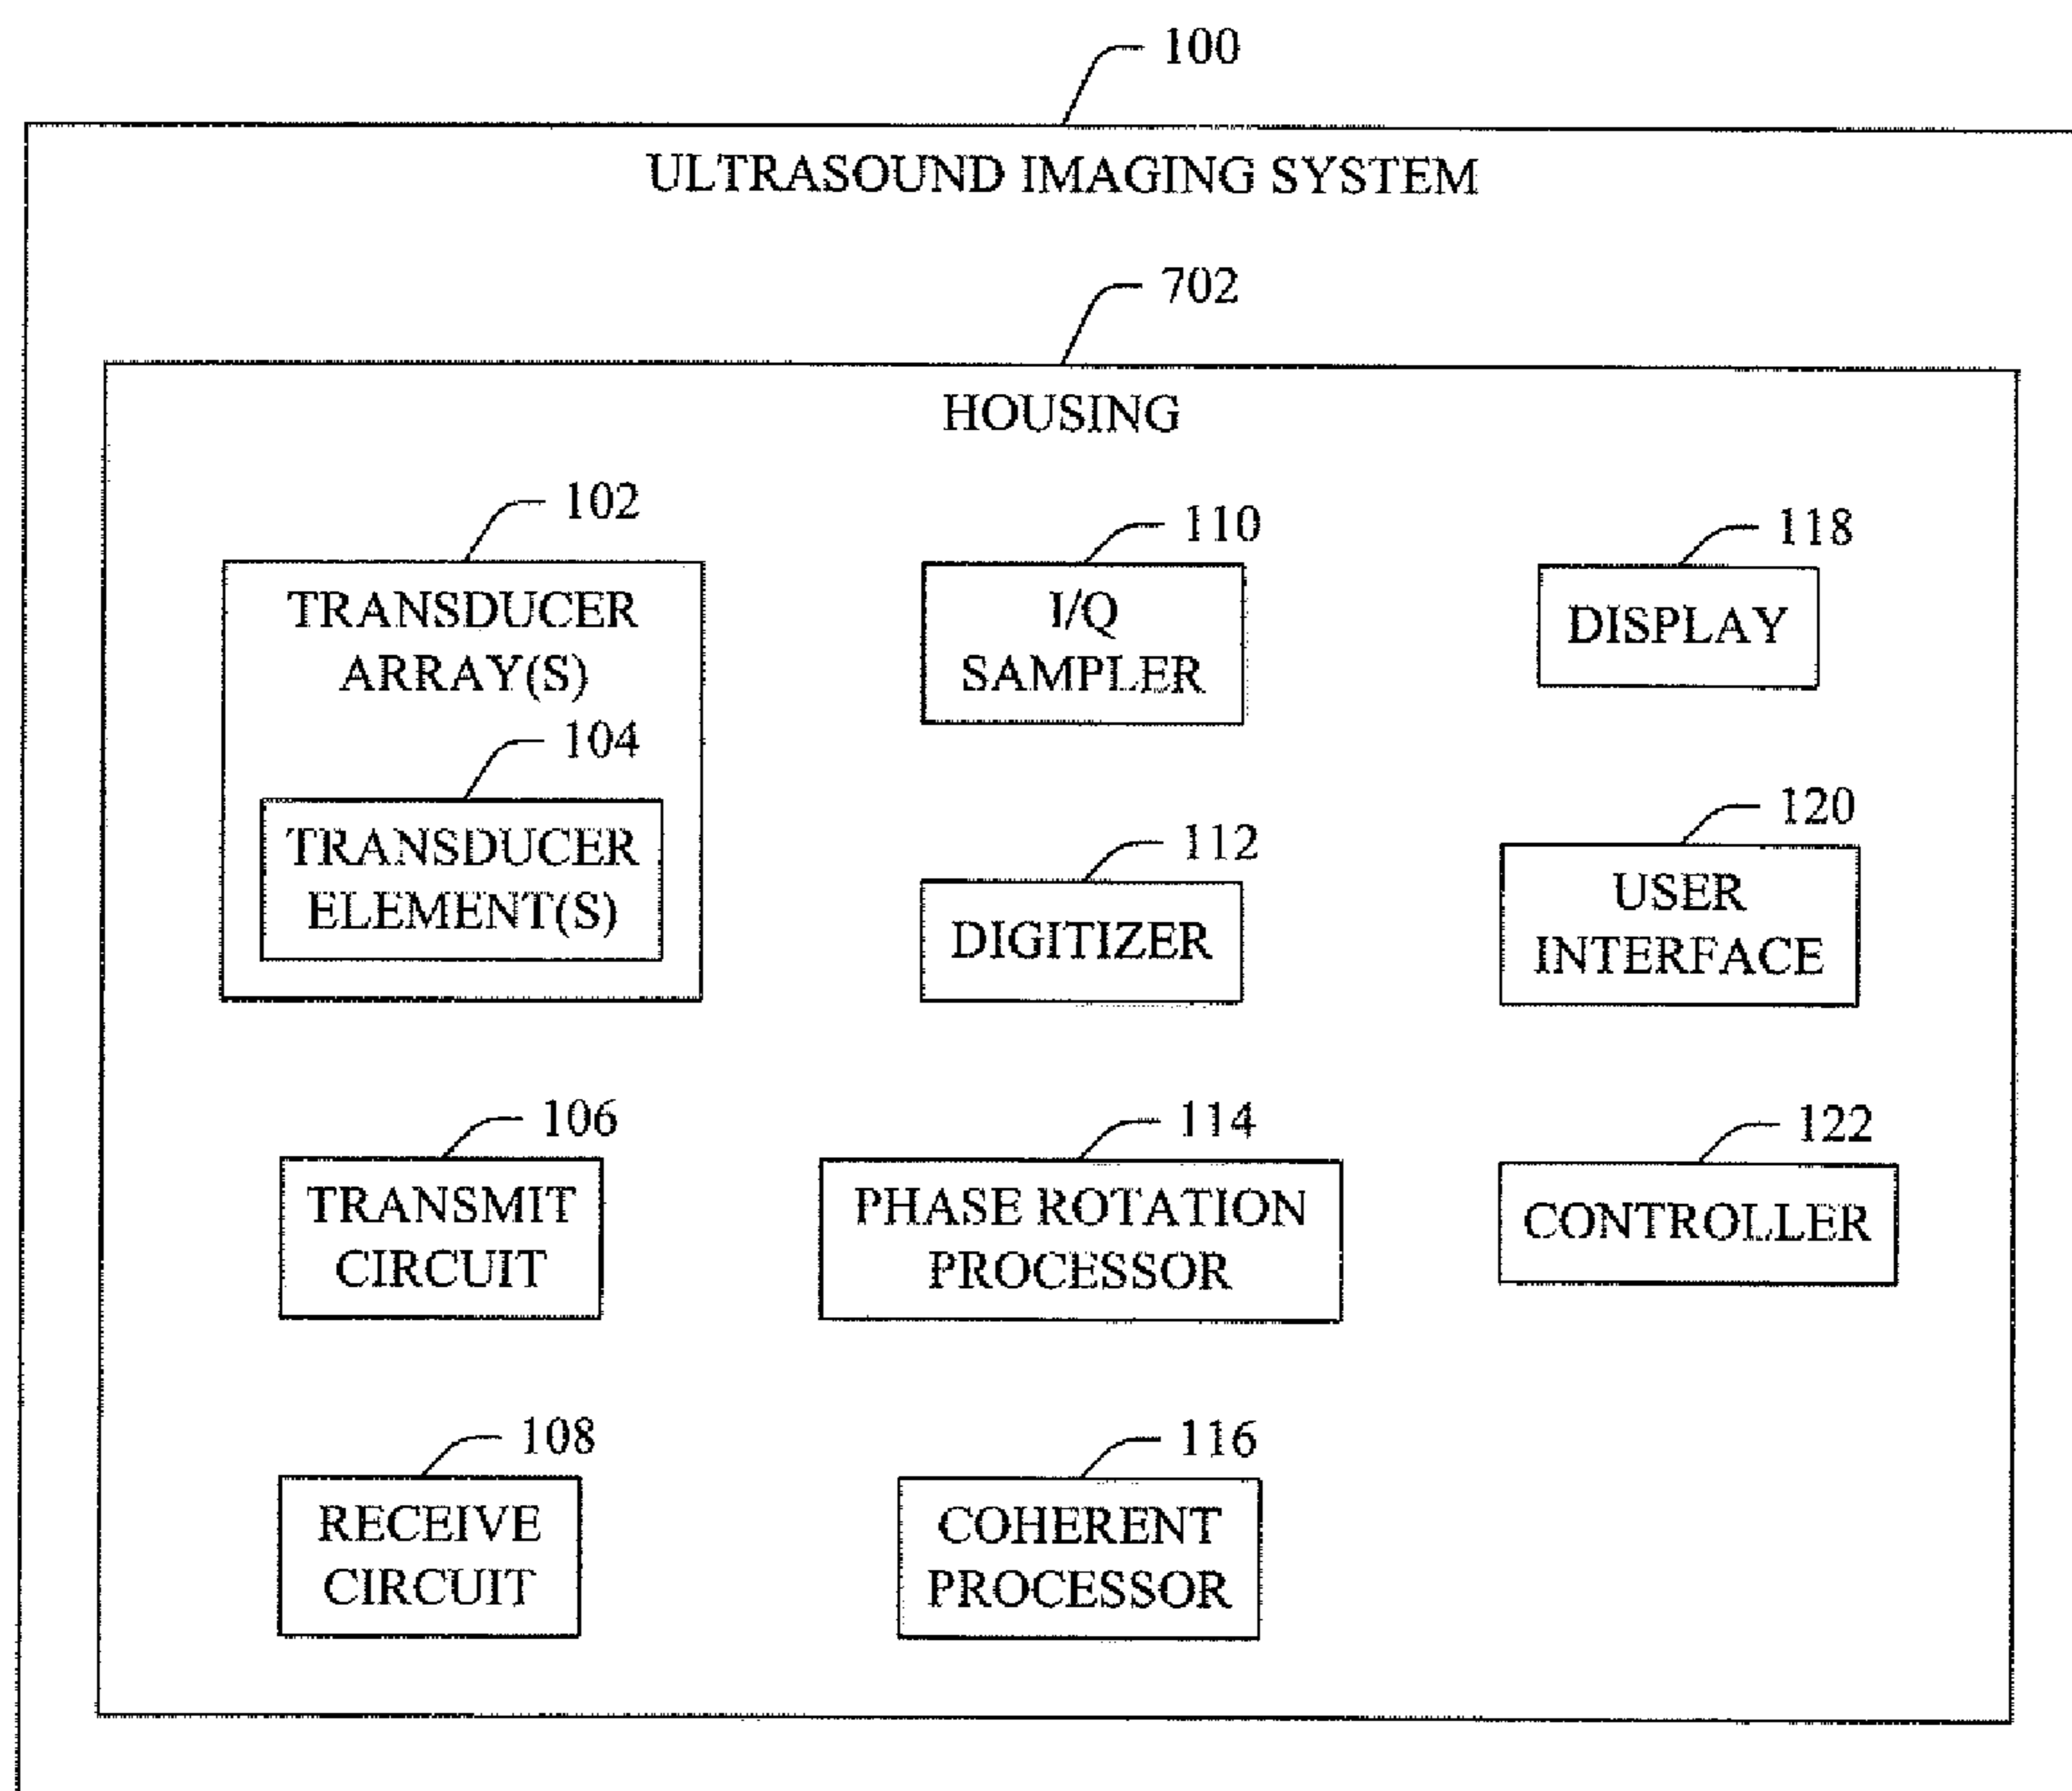 100
ULTRASOUND IMAGING SYSTEM
702
HOUSING
102
TRANSDUCER
ARRAY(S)
104
TRANSDUCER
ELEMENT(S)
106
TRANSMIT
CIRCUIT
108
RECEIVE
CIRCUIT
110
I/Q
SAMPLER
112
DIGITIZER
114
PHASE ROTATION
PROCESSOR
116
COHERENT
PROCESSOR
118
DISPLAY
120
USER
INTERFACE
122
CONTROLLER